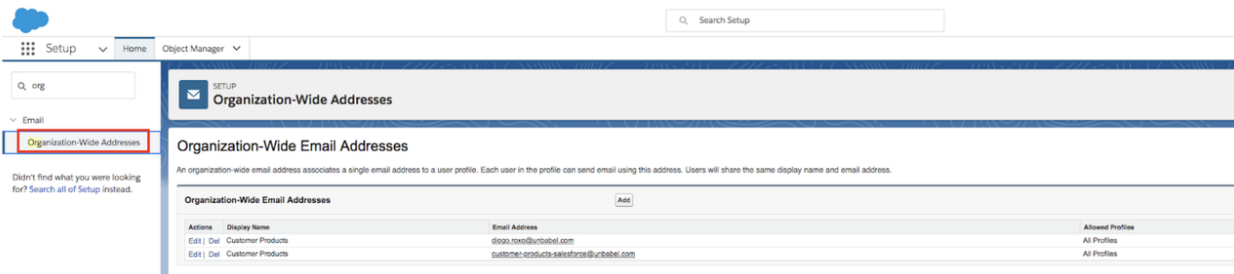 Search Setup
Setup
Home
Object Manager
org
Email
Organization-Wide Addresses
Didn't find what you were looking
for? Search all of Setup instead.
SETUP
Organization-Wide Addresses
Organization-Wide Email Addresses
An organization-wide email address associates a single email address to a user profile. Each user in the profile can send email using this address. Users will share the same display name and email address.
Organization-Wide Email Addresses Add
Actions Display Name Email Address Allowed Profiles
Edit | Del Customer Products diogo.roxo@unbabel.com All Profiles
Edit | Del Customer Products customer-products-salesforce@unbabel.com All Profiles